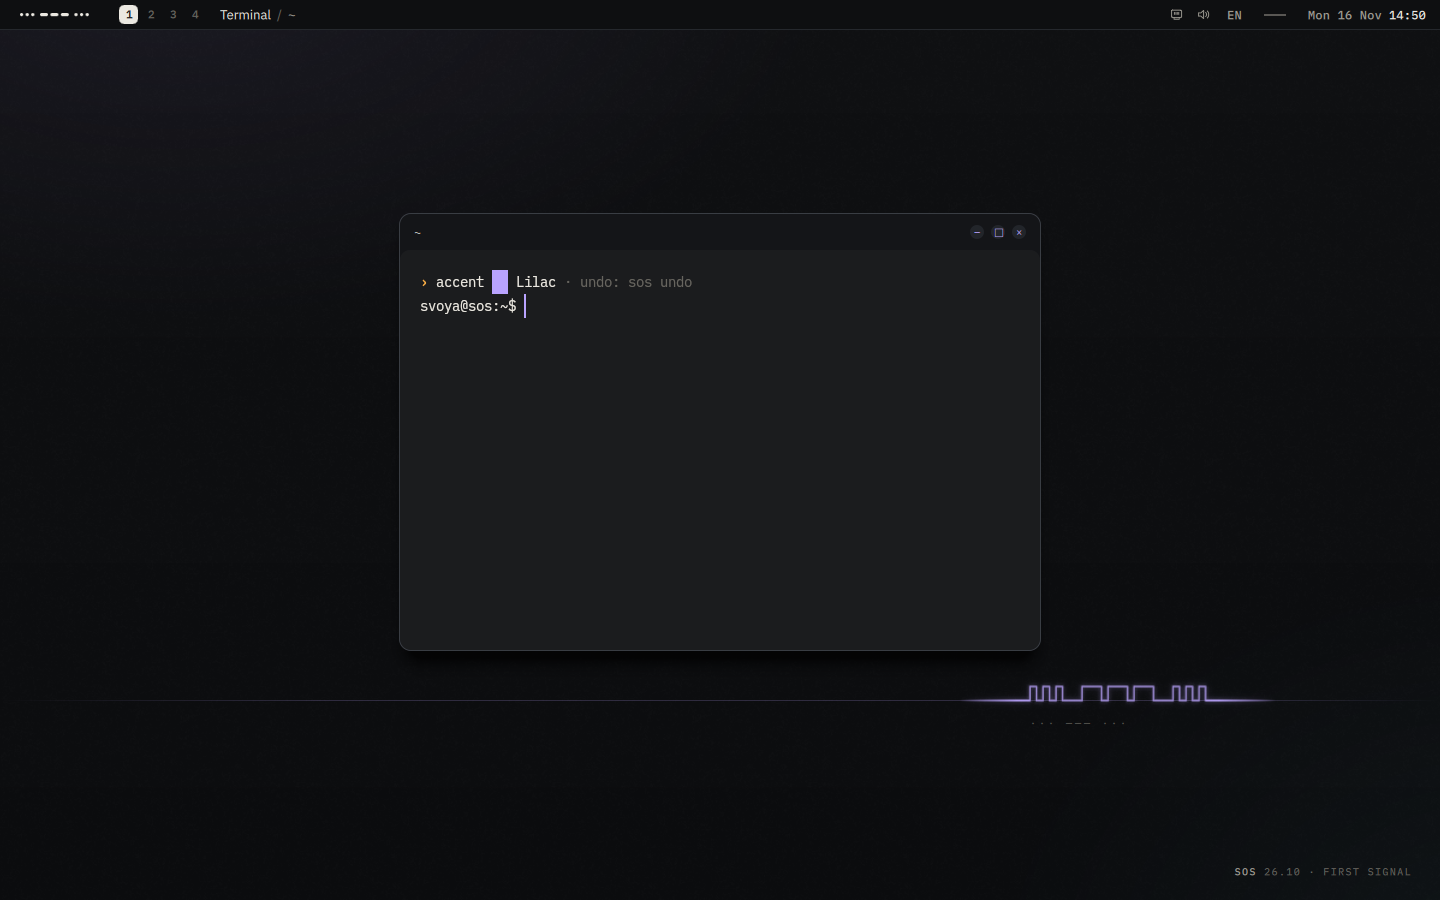 1 2 3 4 Terminal / ~
EN
Mon 16 Nov 14:50
~
› accent Lilac · undo: sos undo
svoya@sos:~$
··· ——— ···
SOS 26.10 · FIRST SIGNAL